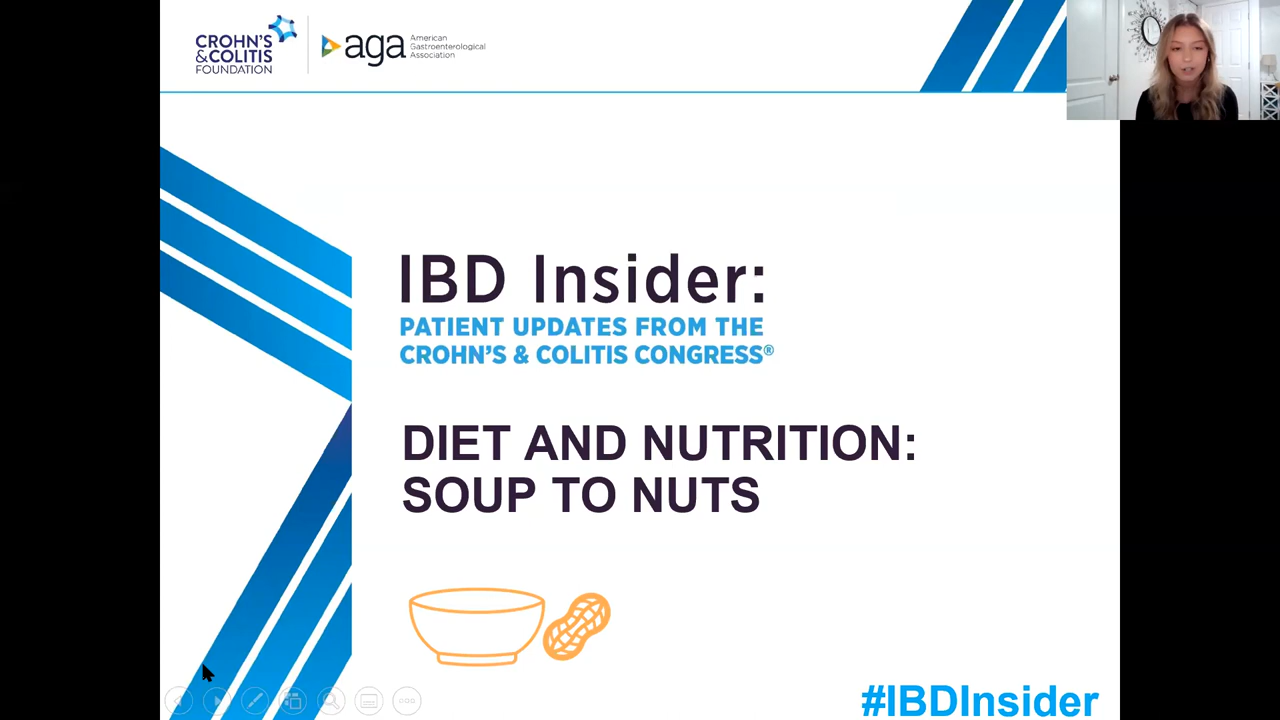 CROHN'S
&COLITIS
FOUNDATION
aga
American
Gastroenterological
Association
IBD Insider:
PATIENT UPDATES FROM THE
CROHN'S & COLITIS CONGRESS®
DIET AND NUTRITION:
SOUP TO NUTS
#IBDInsider